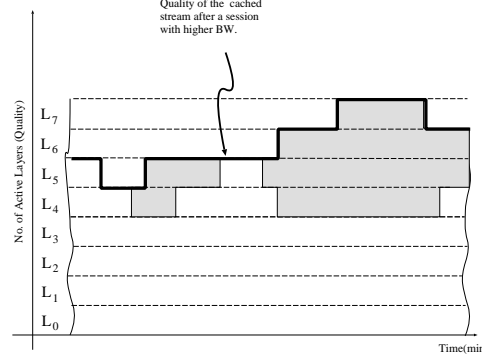 Quality of the cached
stream after a session
with higher BW.
No. of Active Layers (Quality)
L7
L6
L5
L4
L3
L2
L1
L0
Time(min